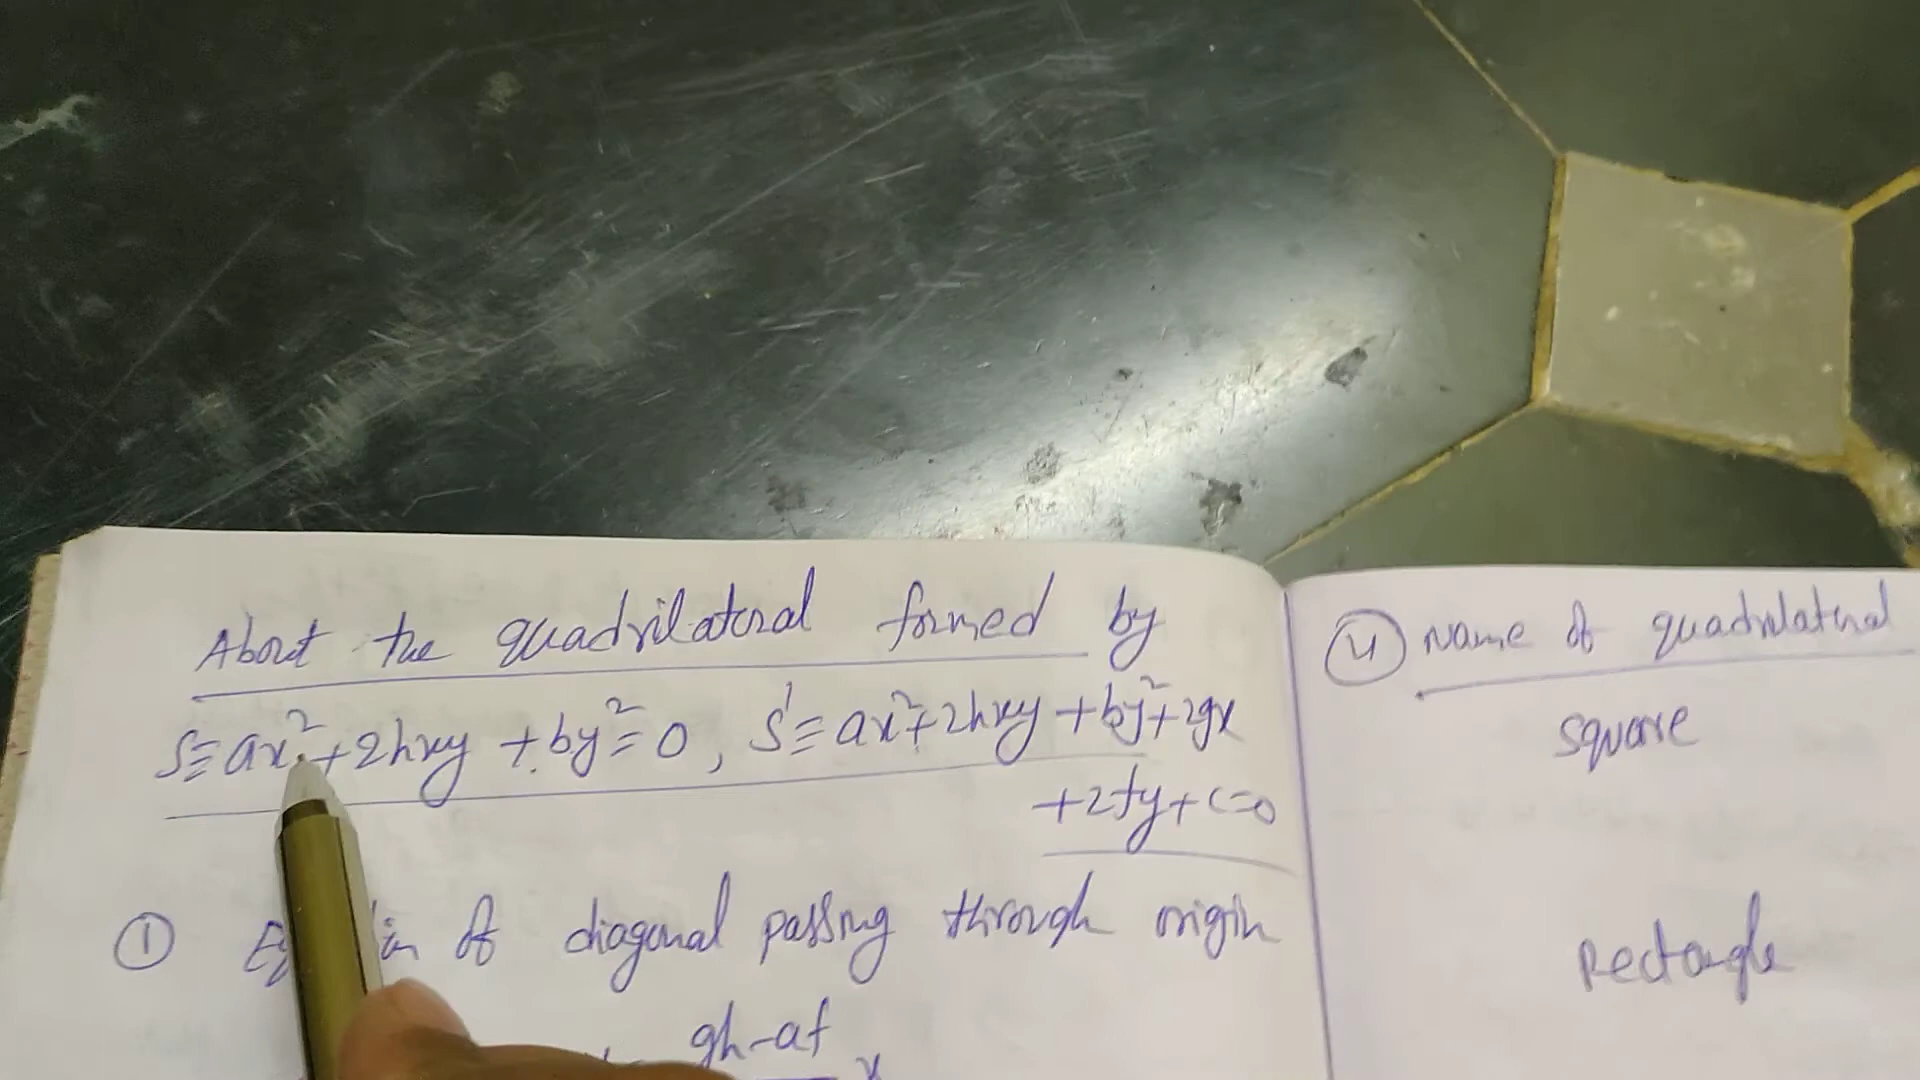 About the quadrilateral formed by
S≡ax²+2hxy+by²=0, S'≡ax²+2hxy+by²+2gx
+2fy+c=0
① of diagonal passing through origin
gh-af
x
④ Name of quadrilateral
square
Rectangle